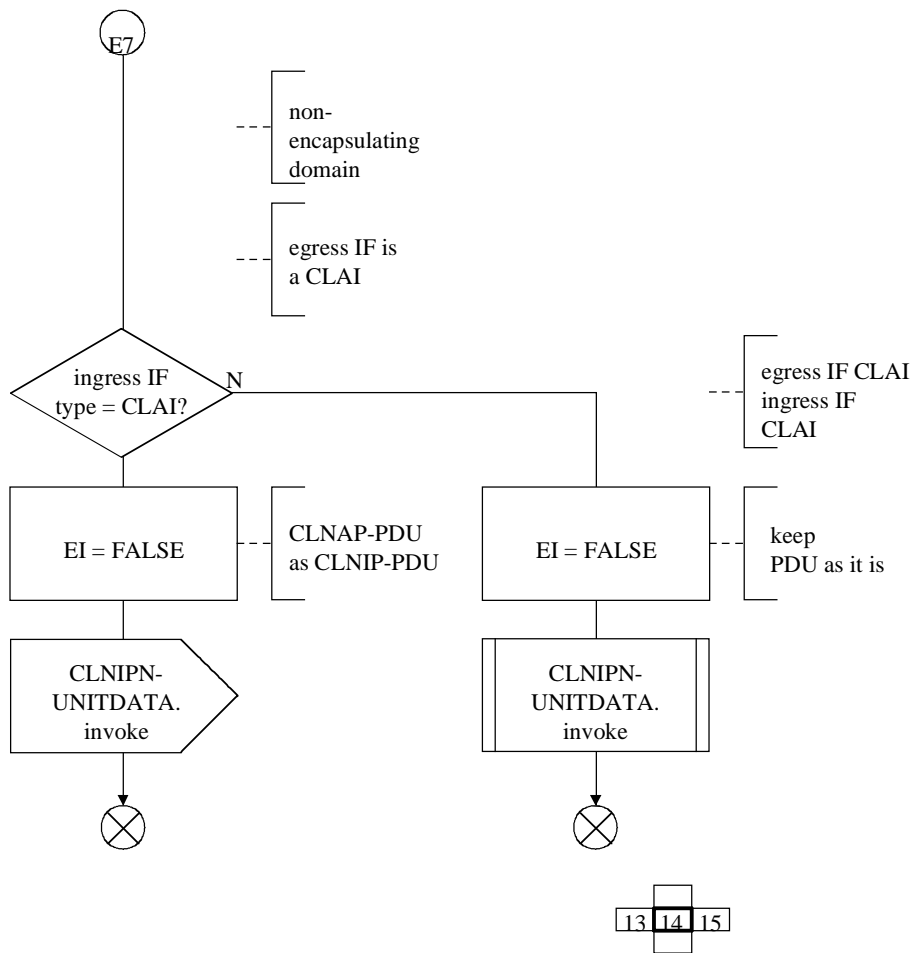 E7
non-
encapsulating
domain
egress IF is
a CLAI
ingress IF
type = CLAI?
N
egress IF CLAI
ingress IF
CLAI
EI = FALSE
CLNAP-PDU
as CLNIP-PDU
EI = FALSE
keep
PDU as it is
CLNIPN-
UNITDATA.
invoke
CLNIPN-
UNITDATA.
invoke
13 14 15